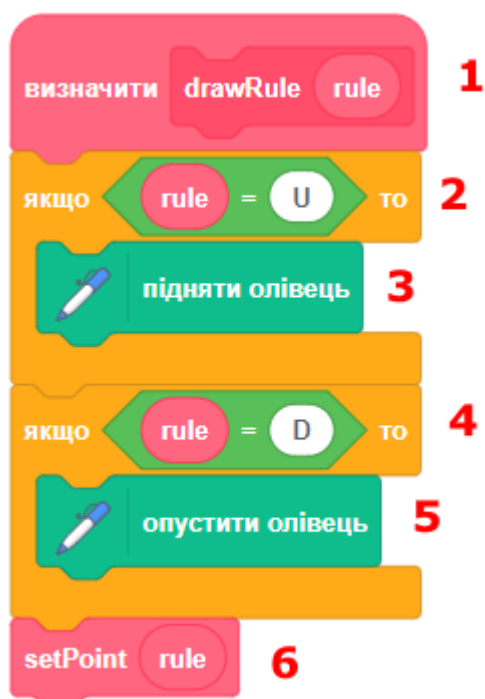 визначити drawRule rule 1
якщо rule = U то 2
підняти олівець 3
якщо rule = D то 4
опустити олівець 5
setPoint rule 6